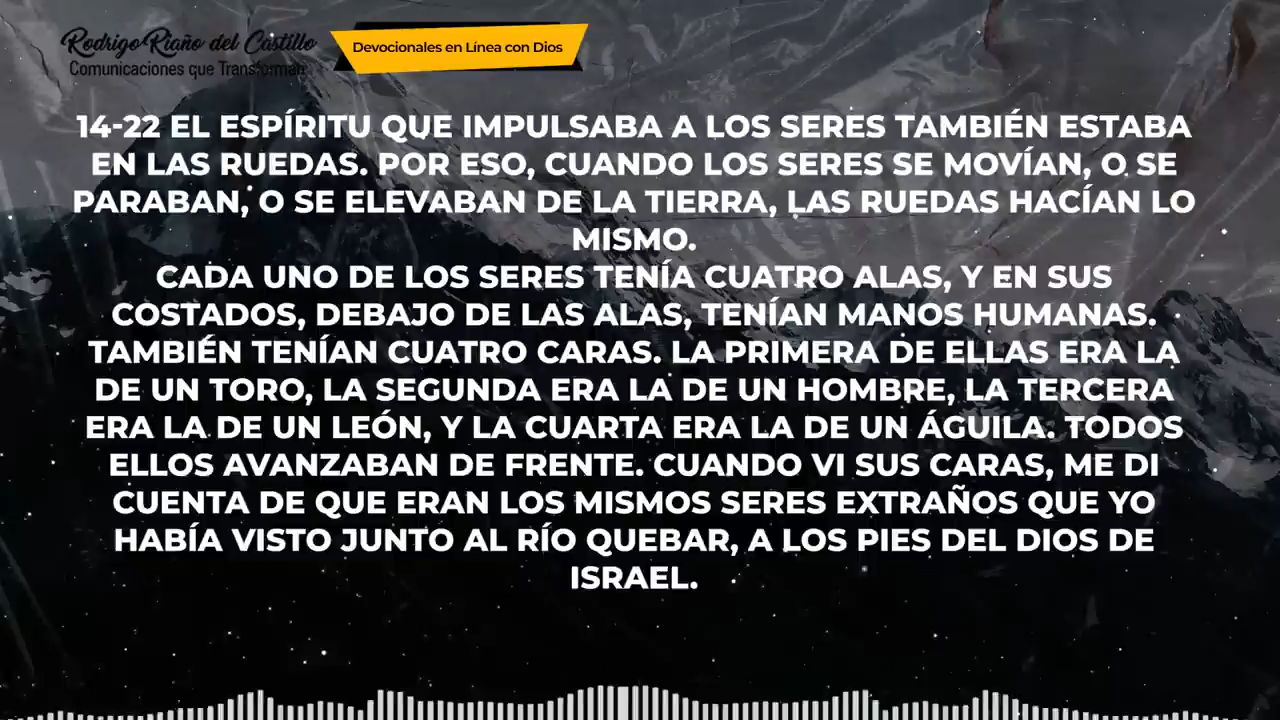 Rodrigo Riaño del Castillo
Comunicaciones que Transforman
Devocionales en Línea con Dios
14-22 EL ESPÍRITU QUE IMPULSABA A LOS SERES TAMBIÉN ESTABA
EN LAS RUEDAS. POR ESO, CUANDO LOS SERES SE MOVÍAN, O SE
PARABAN, O SE ELEVABAN DE LA TIERRA, LAS RUEDAS HACÍAN LO
MISMO.
CADA UNO DE LOS SERES TENÍA CUATRO ALAS, Y EN SUS
COSTADOS, DEBAJO DE LAS ALAS, TENÍAN MANOS HUMANAS.
TAMBIÉN TENÍAN CUATRO CARAS. LA PRIMERA DE ELLAS ERA LA
DE UN TORO, LA SEGUNDA ERA LA DE UN HOMBRE, LA TERCERA
ERA LA DE UN LEÓN, Y LA CUARTA ERA LA DE UN ÁGUILA. TODOS
ELLOS AVANZABAN DE FRENTE. CUANDO VI SUS CARAS, ME DI
CUENTA DE QUE ERAN LOS MISMOS SERES EXTRAÑOS QUE YO
HABÍA VISTO JUNTO AL RÍO QUEBAR, A LOS PIES DEL DIOS DE
ISRAEL.